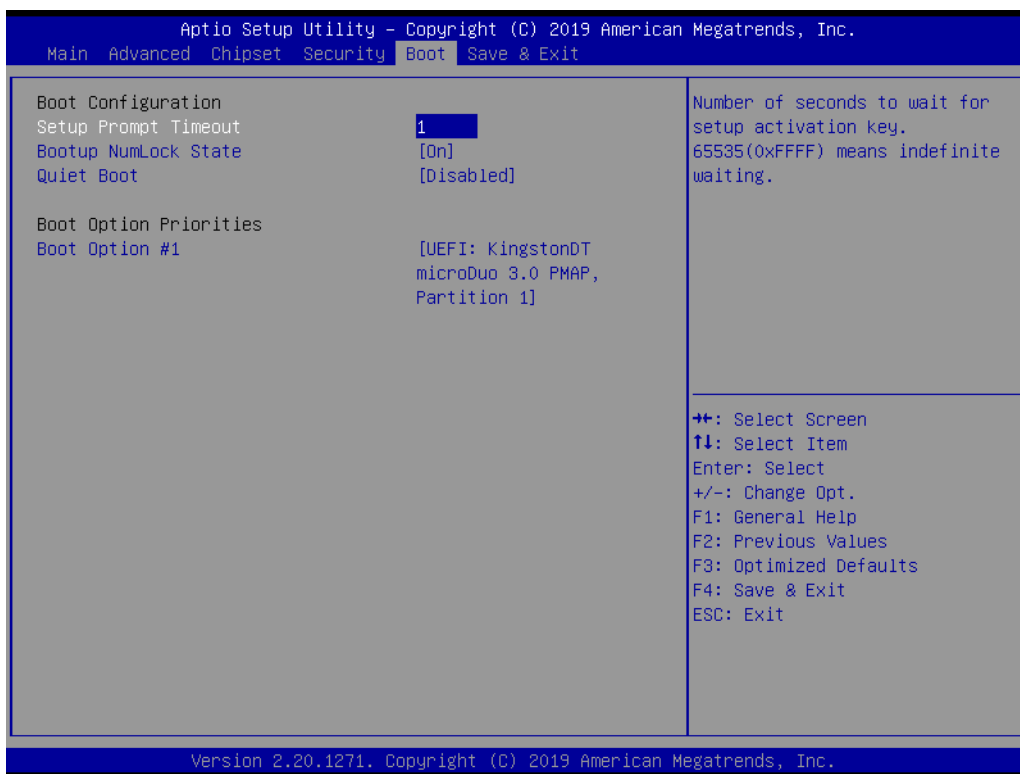 Aptio Setup Utility – Copyright (C) 2019 American Megatrends, Inc.
Main Advanced Chipset Security Boot Save & Exit
Boot Configuration
Setup Prompt Timeout 1
Bootup NumLock State [On]
Quiet Boot [Disabled]
Boot Option Priorities
Boot Option #1 [UEFI: KingstonDT
microDuo 3.0 PMAP,
Partition 1]
Number of seconds to wait for
setup activation key.
65535(0xFFFF) means indefinite
waiting.
→←: Select Screen
↑↓: Select Item
Enter: Select
+/-: Change Opt.
F1: General Help
F2: Previous Values
F3: Optimized Defaults
F4: Save & Exit
ESC: Exit
Version 2.20.1271. Copyright (C) 2019 American Megatrends, Inc.